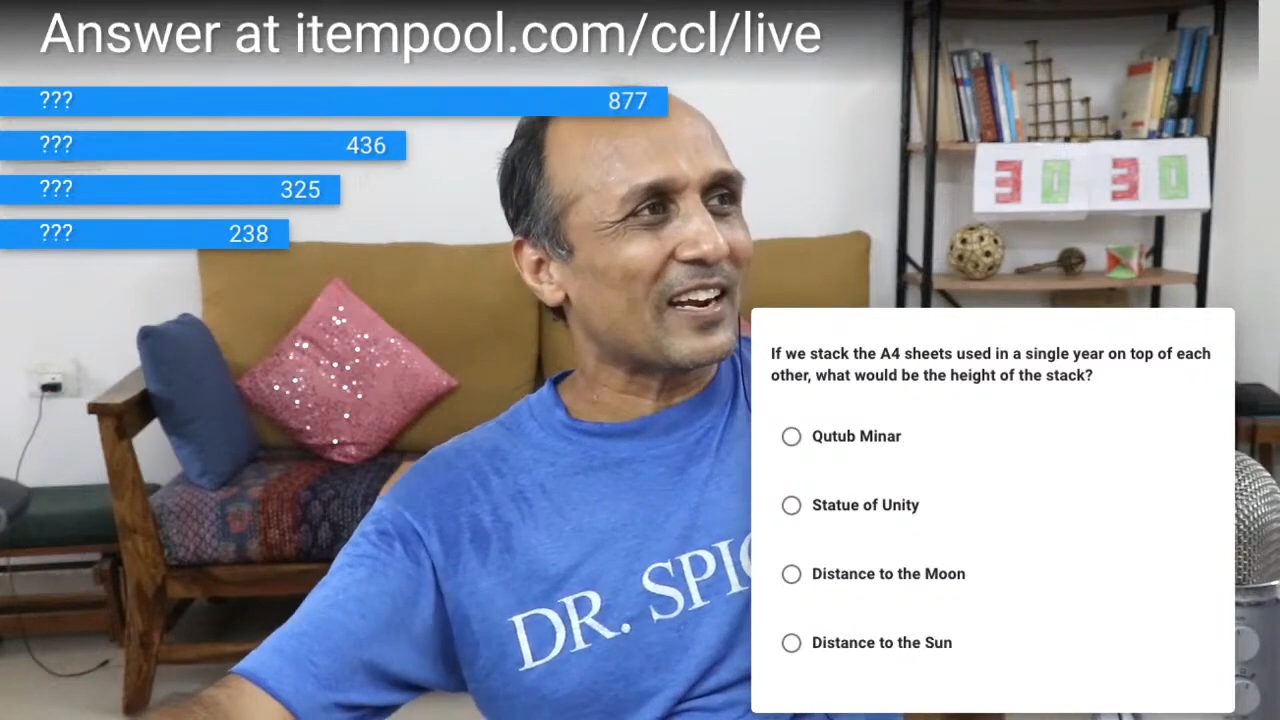 Answer at itempool.com/ccl/live
??? 877
??? 436
??? 325
??? 238
30 30
If we stack the A4 sheets used in a single year on top of each
other, what would be the height of the stack?
Qutub Minar
Statue of Unity
Distance to the Moon
Distance to the Sun
DR. SPI